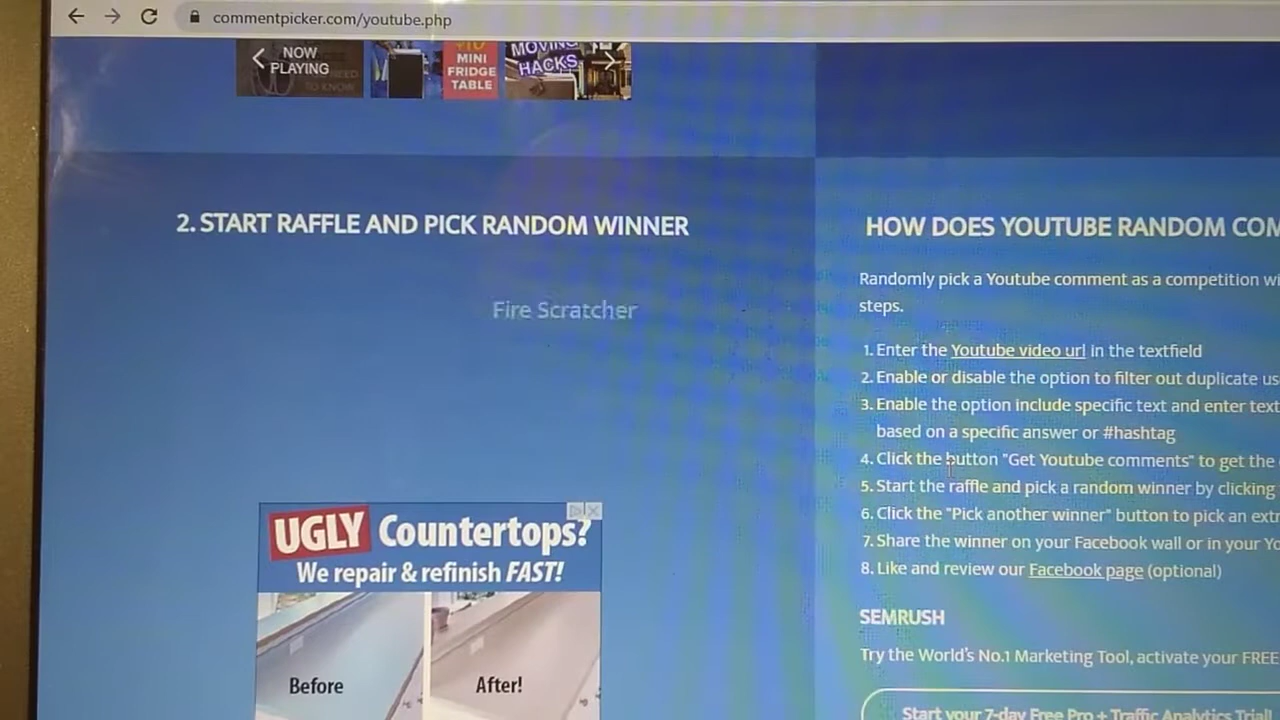 commentpicker.com/youtube.php
NOW
PLAYING
MINI
FRIDGE
TABLE
MOVING
HACKS
2. START RAFFLE AND PICK RANDOM WINNER
Fire Scratcher
UGLY Countertops?
We repair & refinish FAST!
Before
After!
HOW DOES YOUTUBE RANDOM COM
Randomly pick a Youtube comment as a competition wi
steps.
1. Enter the Youtube video url in the textfield
2. Enable or disable the option to filter out duplicate us
3. Enable the option include specific text and enter text
based on a specific answer or #hashtag
4. Click the button "Get Youtube comments" to get the
5. Start the raffle and pick a random winner by clicking
6. Click the "Pick another winner" button to pick an extr
7. Share the winner on your Facebook wall or in your Yo
8. Like and review our Facebook page (optional)
SEMRUSH
Try the World's No.1 Marketing Tool, activate your FREE
Start your 7-day Free Pro + Traffic Analytics Trial!